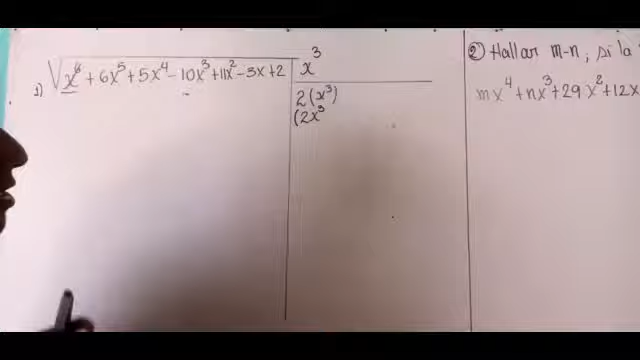 1) √x⁶ + 6x⁵ + 5x⁴ - 10x³ + 11x² - 3x + 2
x³
2(x³)
(2x³
② Hallar m-n, si la
mx⁴ + nx³ + 29x² + 12x